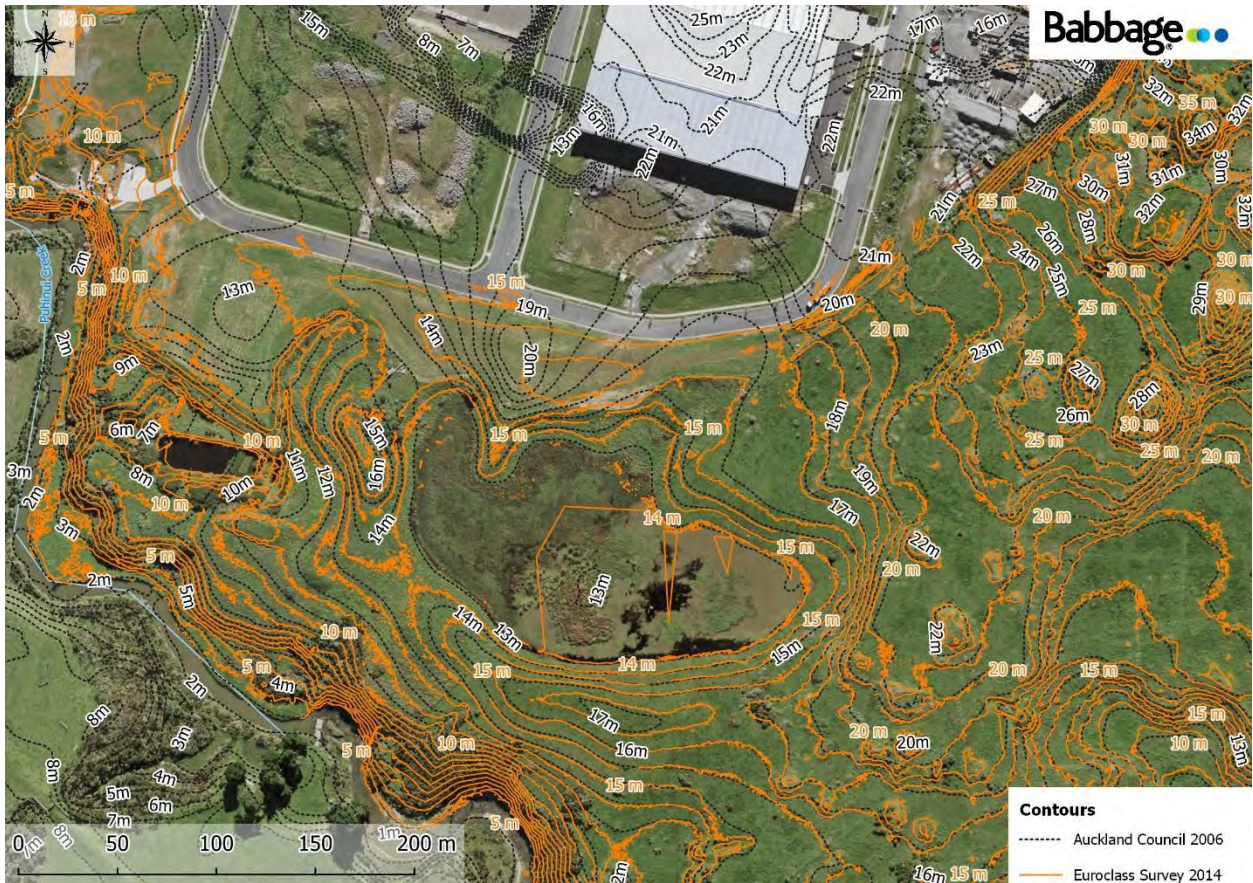 10 m
N
W E
S
15m
8m
7m
25m
23m
22m
17m
16m
Babbage
22m
21m
16m
13m
21m
22m
22m
32m
35 m
32m
30 m
34m
10 m
30 m
31m
31m
30m
5 m
27m
30m
32m
32m
21m
25 m
28m
26m
24m
22m
30 m
30 m
2m
5 m
10 m
13m
15 m
19m
21m
20m
25m
25 m
29m
30 m
Puhinui Creek
2m
14m
20m
20 m
23m
9m
18m
25 m
27m
28m
26m
30 m
6m
7m
15m
15 m
15 m
5 m
10 m
11m
12m
16m
19m
25 m
25 m
20 m
3m
8m
10m
10 m
2m
14m
14 m
17m
20 m
3m
15 m
22m
20 m
2m
5 m
5m
13m
15 m
14m
13m
10 m
15m
22m
5 m
4m
15 m
14 m
20 m
15 m
2m
8m
3m
17m
15 m
5 m
10 m
16m
20 m
20m
10 m
13m
8m
4m
5m
6m
7m
15 m
1m
5 m
7m
8m
2m
16m
15 m
0 50 100 150 200 m
Contours
Auckland Council 2006
Euroclass Survey 2014